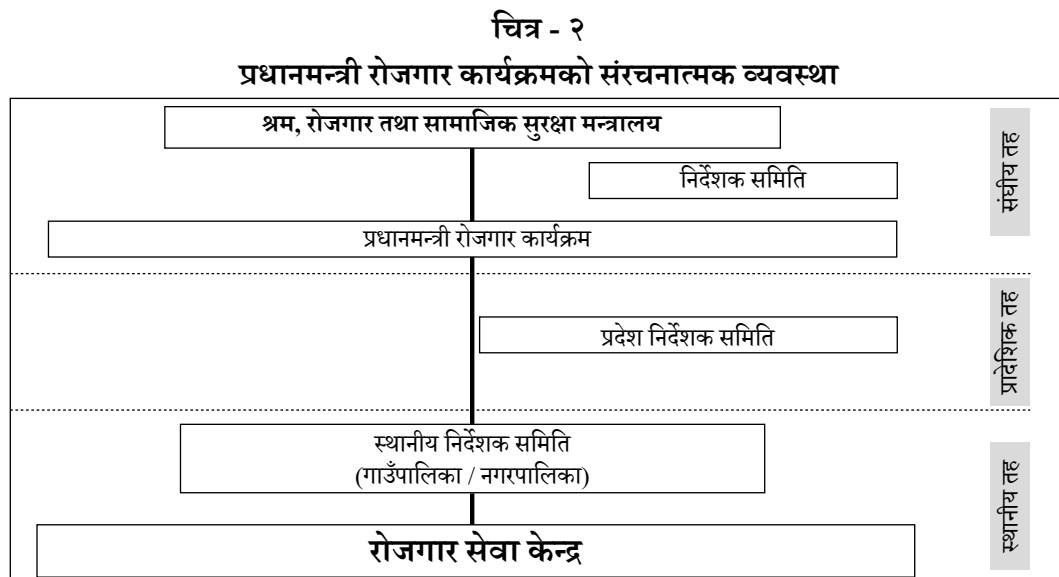 चित्र - २
प्रधानमन्त्री रोजगार कार्यक्रमको संरचनात्मक व्यवस्था
श्रम, रोजगार तथा सामाजिक सुरक्षा मन्त्रालय
निर्देशक समिति
प्रधानमन्त्री रोजगार कार्यक्रम
संघीय तह
प्रदेश निर्देशक समिति
प्रादेशिक तह
स्थानीय निर्देशक समिति
(गाउँपालिका / नगरपालिका)
रोजगार सेवा केन्द्र
स्थानीय तह